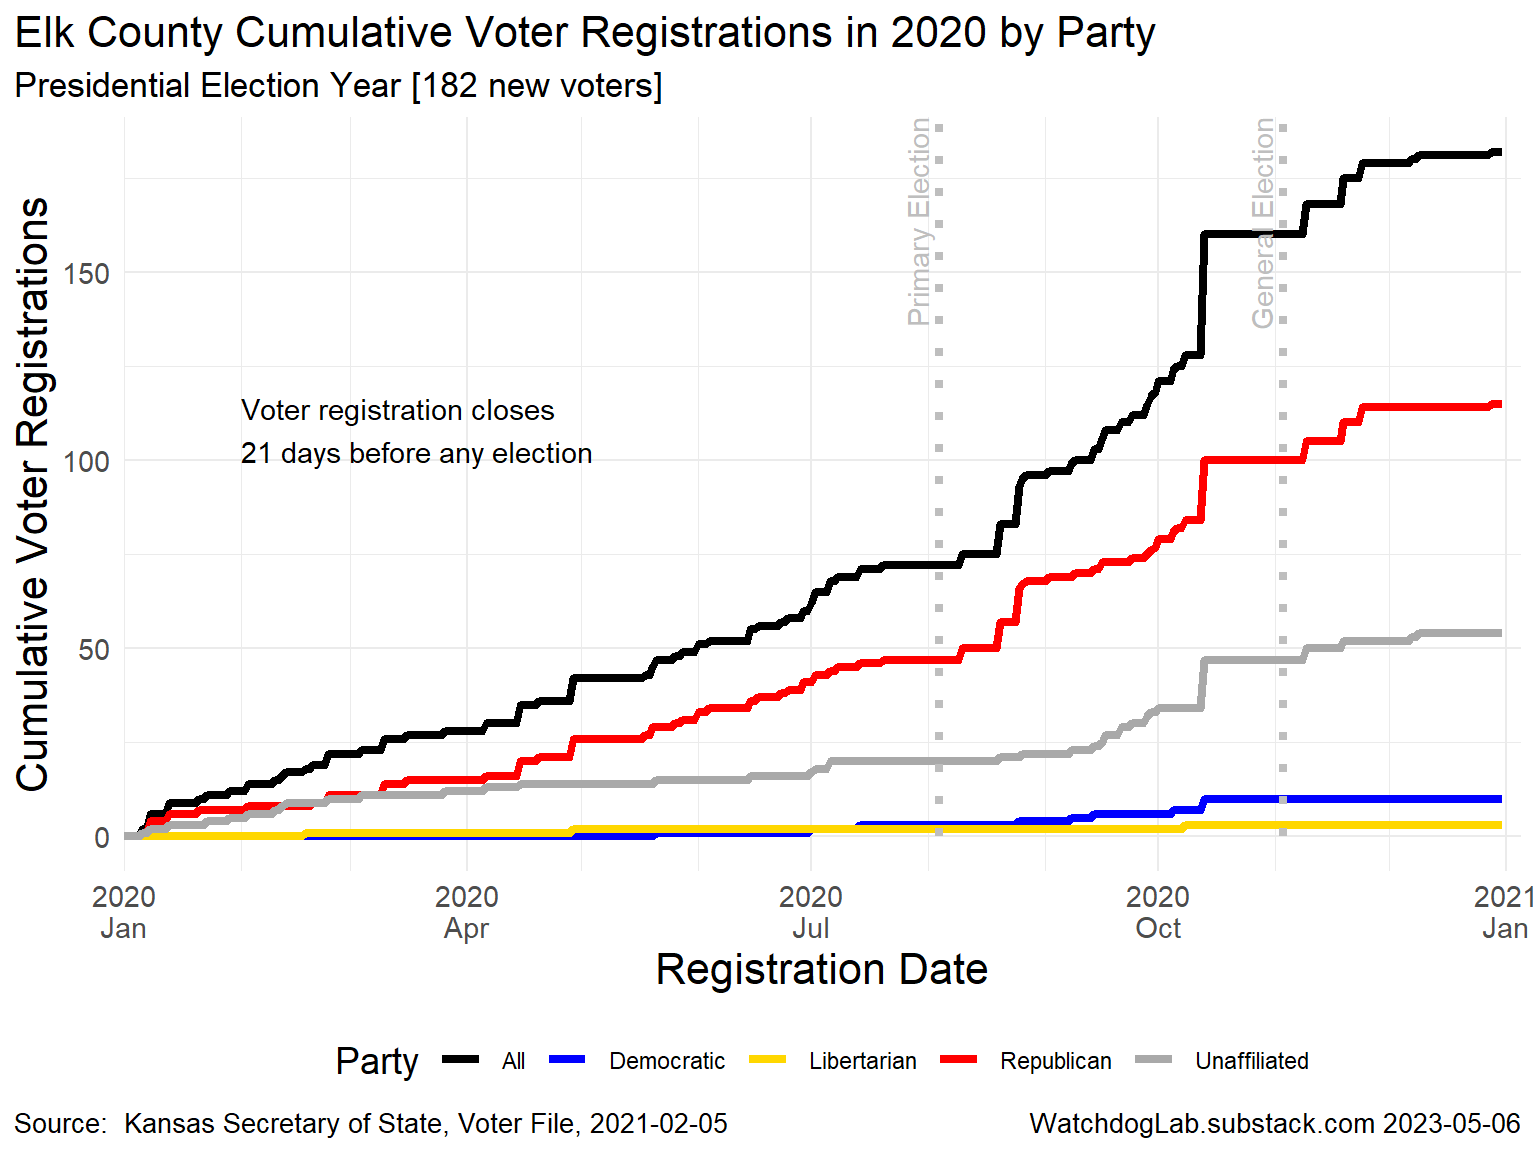 Elk County Cumulative Voter Registrations in 2020 by Party
Presidential Election Year [182 new voters]
Cumulative Voter Registrations
150
100
50
0
Voter registration closes
21 days before any election
Primary Election
General Election
2020
Jan
2020
Apr
2020
Jul
2020
Oct
2021
Jan
Registration Date
Party All Democratic Libertarian Republican Unaffiliated
Source:  Kansas Secretary of State, Voter File, 2021-02-05
WatchdogLab.substack.com 2023-05-06